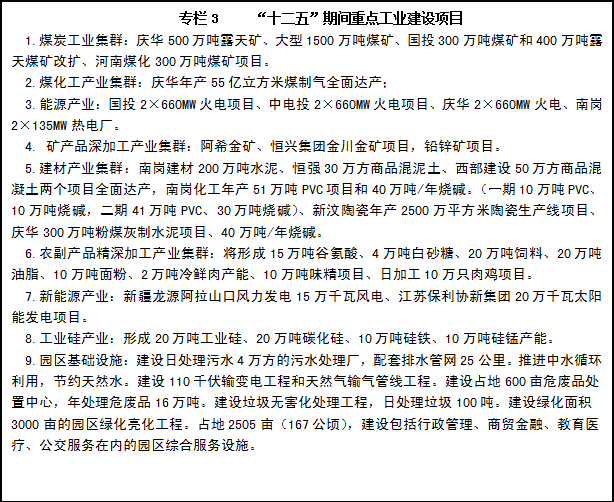 专栏 3 “十二五”期间重点工业建设项目
1.煤炭工业集群：庆华 500 万吨露天矿、大型 1500 万吨煤矿、国投 300 万吨煤矿和 400 万吨露
天煤矿改扩、河南煤化 300 万吨煤矿项目。
2.煤化工产业集群：庆华年产 55 亿立方米煤制气全面达产；
3.能源产业：国投 2×660MW 火电项目、中电投 2×660MW 火电项目、庆华 2×660MW 火电、南岗
2×135MW 热电厂。
4. 矿产品深加工产业集群：阿希金矿、恒兴集团金川金矿项目，铅锌矿项目。
5.建材产业集群：南岗建材 200 万吨水泥、恒强 30 万方商品混泥土、西部建设 50 万方商品混
凝土两个项目全面达产，南岗化工年产 51 万吨 PVC 项目和 40 万吨/年烧碱。（一期 10 万吨 PVC、
10 万吨烧碱，二期 41 万吨 PVC、30 万吨烧碱）、新汶陶瓷年产 2500 万平方米陶瓷生产线项目、
庆华 300 万吨粉煤灰制水泥项目、40 万吨/年烧碱。
6.农副产品精深加工产业集群：将形成 15 万吨谷氨酸、4 万吨白砂糖、20 万吨饲料、20 万吨
油脂、10 万吨面粉、2 万吨冷鲜肉产能、10 万吨味精项目、日加工 10 万只肉鸡项目。
7.新能源产业：新疆龙源阿拉山口风力发电 15 万千瓦风电、江苏保利协新集团 20 万千瓦太阳
能发电项目。
8.工业硅产业：形成 20 万吨工业硅、20 万吨碳化硅、10 万吨硅铁、10 万吨硅锰产能。
9.园区基础设施：建设日处理污水 4 万方的污水处理厂，配套排水管网 25 公里。推进中水循环
利用，节约天然水。建设 110 千伏输变电工程和天然气输气管线工程。建设占地 600 亩危废品处
置中心，年处理危废品 16 万吨。建设垃圾无害化处理工程，日处理垃圾 100 吨。建设绿化面积
3000 亩的园区绿化亮化工程。占地 2505 亩（167 公顷），建设包括行政管理、商贸金融、教育医
疗、公交服务在内的园区综合服务设施。